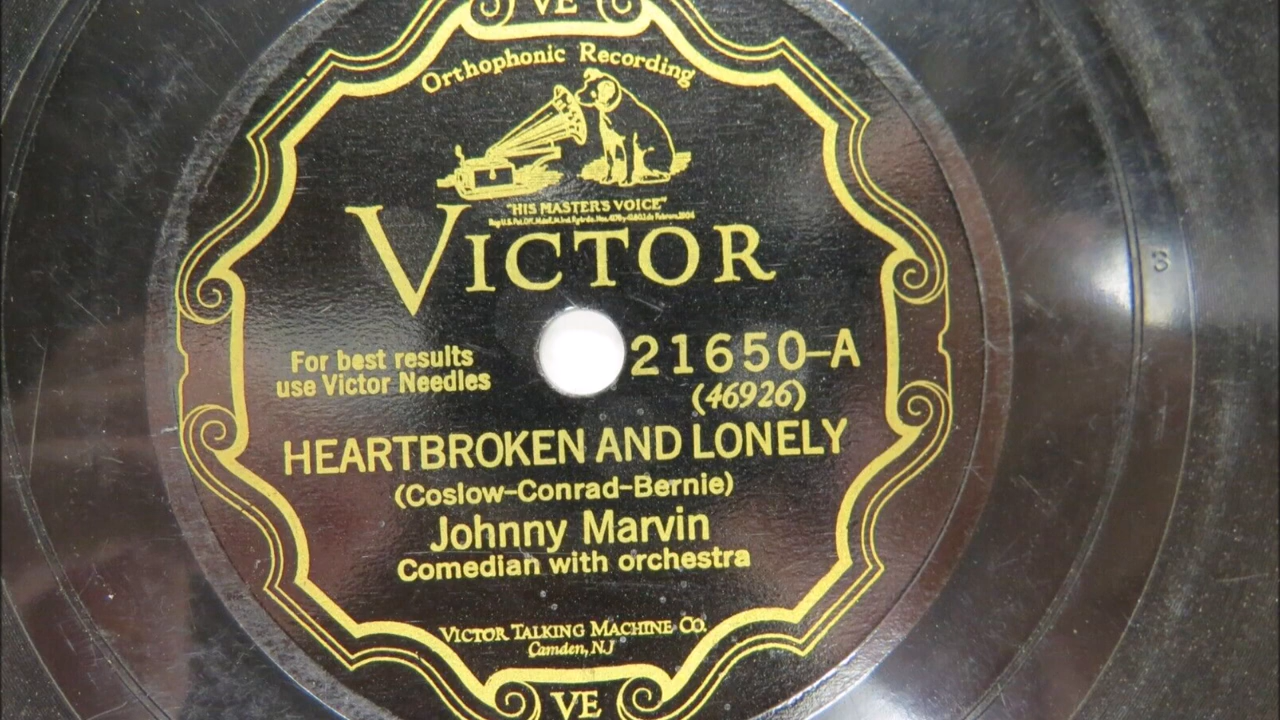 VE
Orthophonic Recording
"HIS MASTER'S VOICE"
VICTOR
For best results
use Victor Needles
21650-A
(46926)
HEARTBROKEN AND LONELY
(Coslow-Conrad-Bernie)
Johnny Marvin
Comedian with orchestra
VICTOR TALKING MACHINE CO.
Camden, N.J
VE
3